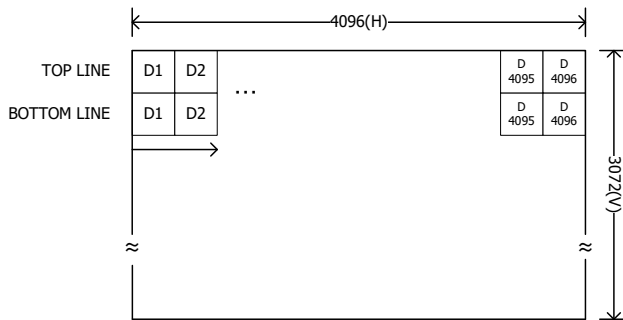 4096(H)
TOP LINE D1 D2 ... D 4095 D 4096
BOTTOM LINE D1 D2 D 4095 D 4096
3072(V)
≈ ≈